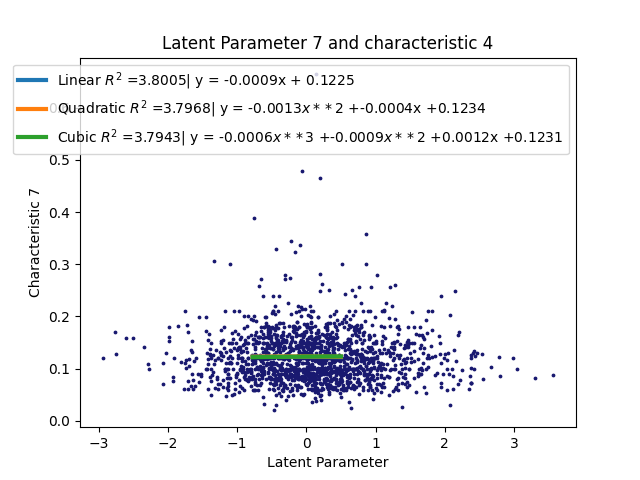 Latent Parameter 7 and characteristic 4
Linear R² =3.8005| y = -0.0009x + 0.1225
Quadratic R² =3.7968| y = -0.0013x∗∗2 +-0.0004x +0.1234
Cubic R² =3.7943| y = -0.0006x∗∗3 +-0.0009x∗∗2 +0.0012x +0.1231
0.5
0.4
0.3
0.2
0.1
0.0
Characteristic 7
−3 −2 −1 0 1 2 3
Latent Parameter